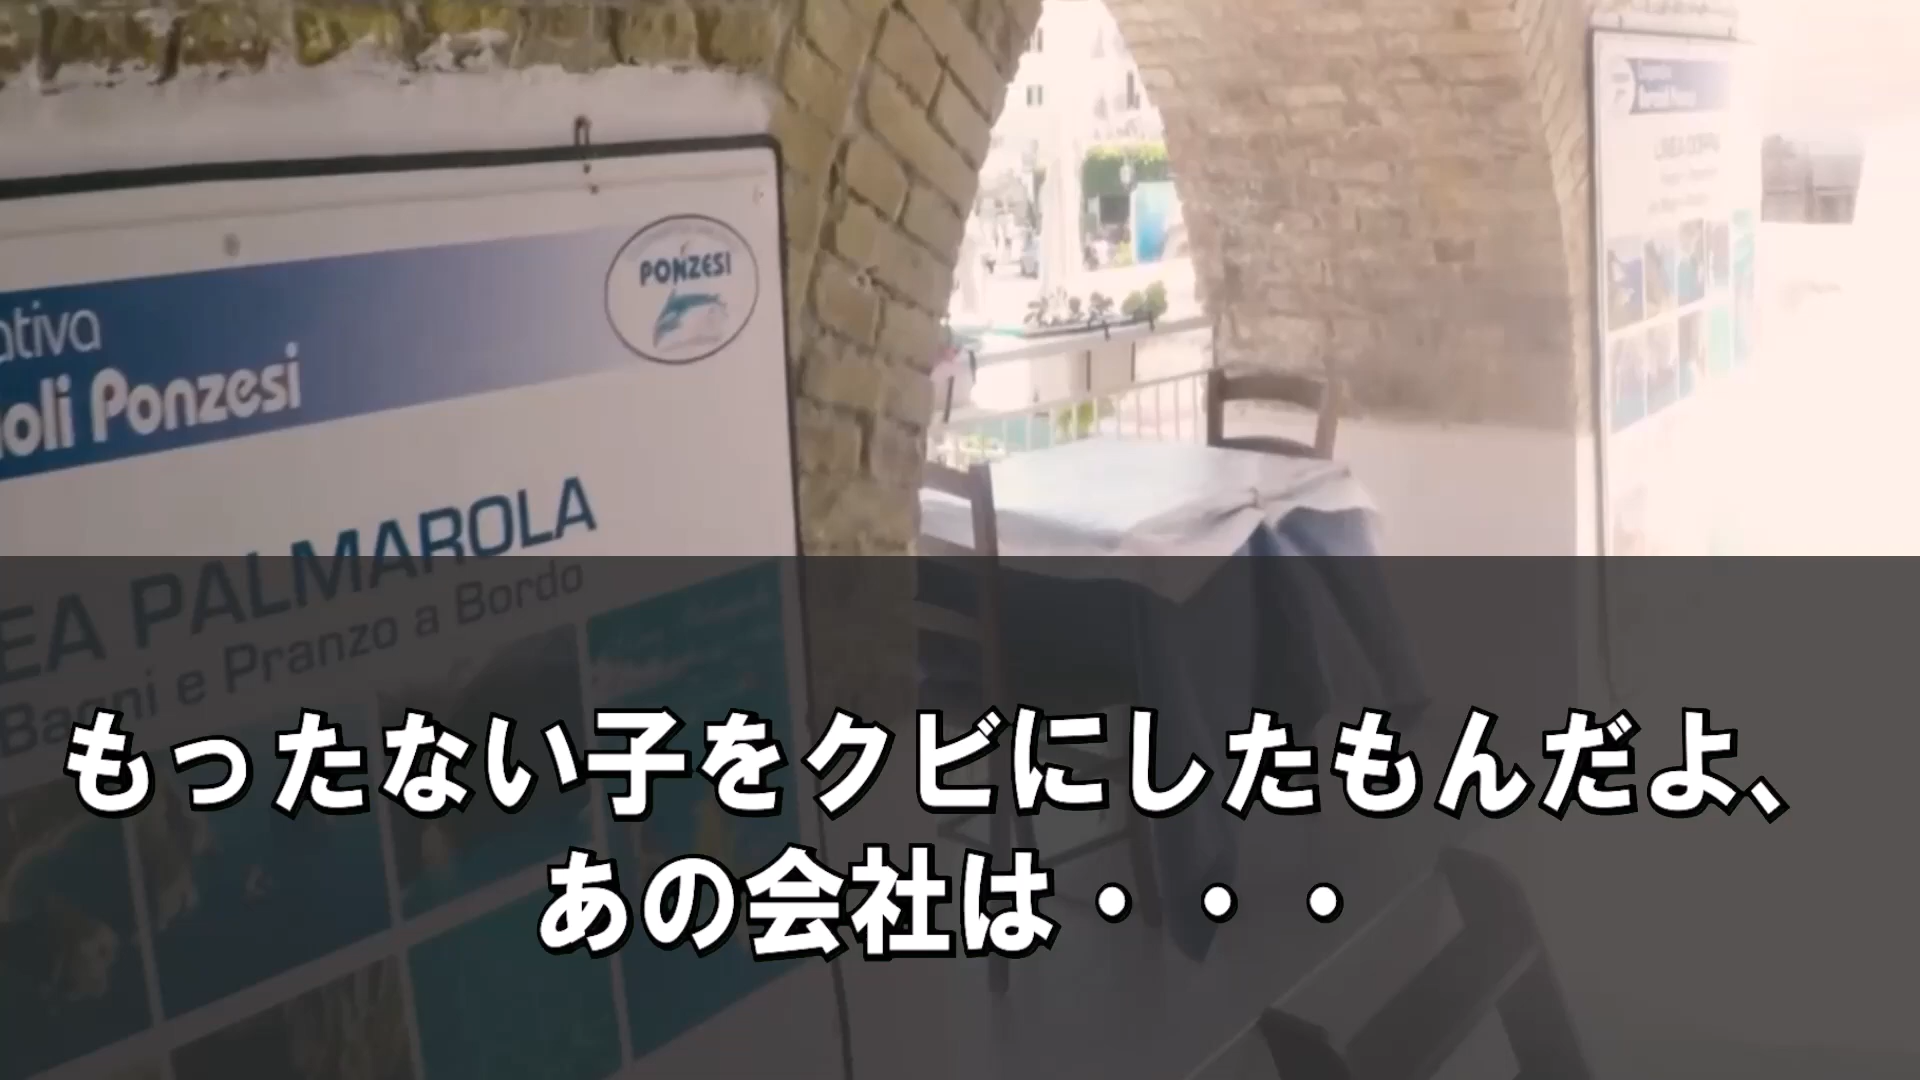 PONZESI
ativa
oli Ponzesi
EA PALMAROLA
Bagni e Pranzo a Bordo
もったない子をクビにしたもんだよ、
あの会社は・・・